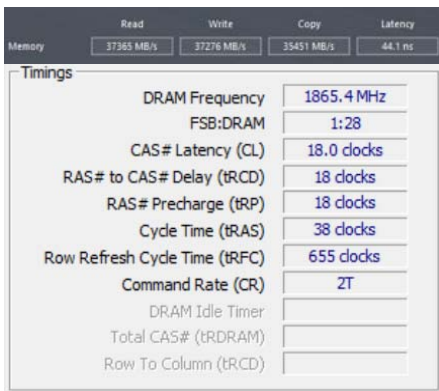 Read Write Copy Latency
Memory 37365 MB/s 37276 MB/s 35451 MB/s 44.1 ns
Timings
DRAM Frequency 1865.4 MHz
FSB:DRAM 1:28
CAS# Latency (CL) 18.0 clocks
RAS# to CAS# Delay (tRCD) 18 clocks
RAS# Precharge (tRP) 18 clocks
Cycle Time (tRAS) 38 clocks
Row Refresh Cycle Time (tRFC) 655 clocks
Command Rate (CR) 2T
DRAM Idle Timer
Total CAS# (tRDRAM)
Row To Column (tRCD)